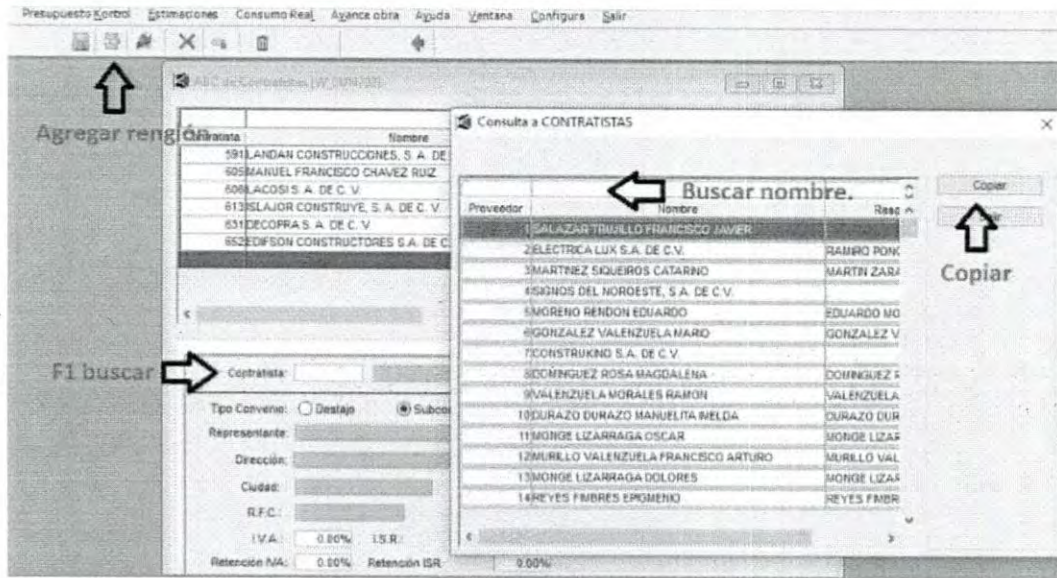 Presupuesto Kontrol Estimaciones Consumo Real Avance obra Ayuda Ventana Configura Salir
ABC de Contratistas
Agregar renglón
Contratista Nombre
591 LANDAN CONSTRUCCIONES, S. A. DE
605 MANUEL FRANCISCO CHAVEZ RUIZ
606 LACOSI S. A. DE C. V.
613 ISLAJOR CONSTRUYE, S. A. DE C. V.
631 DECOPRA S. A. DE C. V.
652 EDIFSON CONSTRUCTORES S.A. DE C.
F1 buscar
Contratista:
Tipo Convenio: Destajo Subcon
Representante:
Dirección:
Ciudad:
R.F.C.:
I.V.A.: 0.00% I.S.R.:
Retención IVA: 0.00% Retención ISR 0.00%
Consulta a CONTRATISTAS
Buscar nombre.
Proveedor Nombre
1 SALAZAR TRUJILLO FRANCISCO JAVIER
2 ELECTRICA LUX S.A. DE C.V. RAMIRO PONC
3 MARTINEZ SIQUEIROS CATARINO MARTIN ZARA
4 SIGNOS DEL NOROESTE, S.A. DE C.V.
5 MORENO RENDON EDUARDO EDUARDO MO
6 GONZALEZ VALENZUELA MARIO GONZALEZ V
7 CONSTRUKINO S.A. DE C.V.
8 DOMINGUEZ ROSA MAGDALENA DOMINGUEZ
9 VALENZUELA MORALES RAMON VALENZUELA
10 DURAZO DURAZO MANUELITA IMELDA DURAZO DUR
11 MONGE LIZARRAGA OSCAR MONGE LIZAR
12 MURILLO VALENZUELA FRANCISCO ARTURO MURILLO VAL
13 MONGE LIZARRAGA DOLORES MONGE LIZAR
14 REYES FIMBRES EPIGMENIO REYES FIMBR
Copiar
Copiar